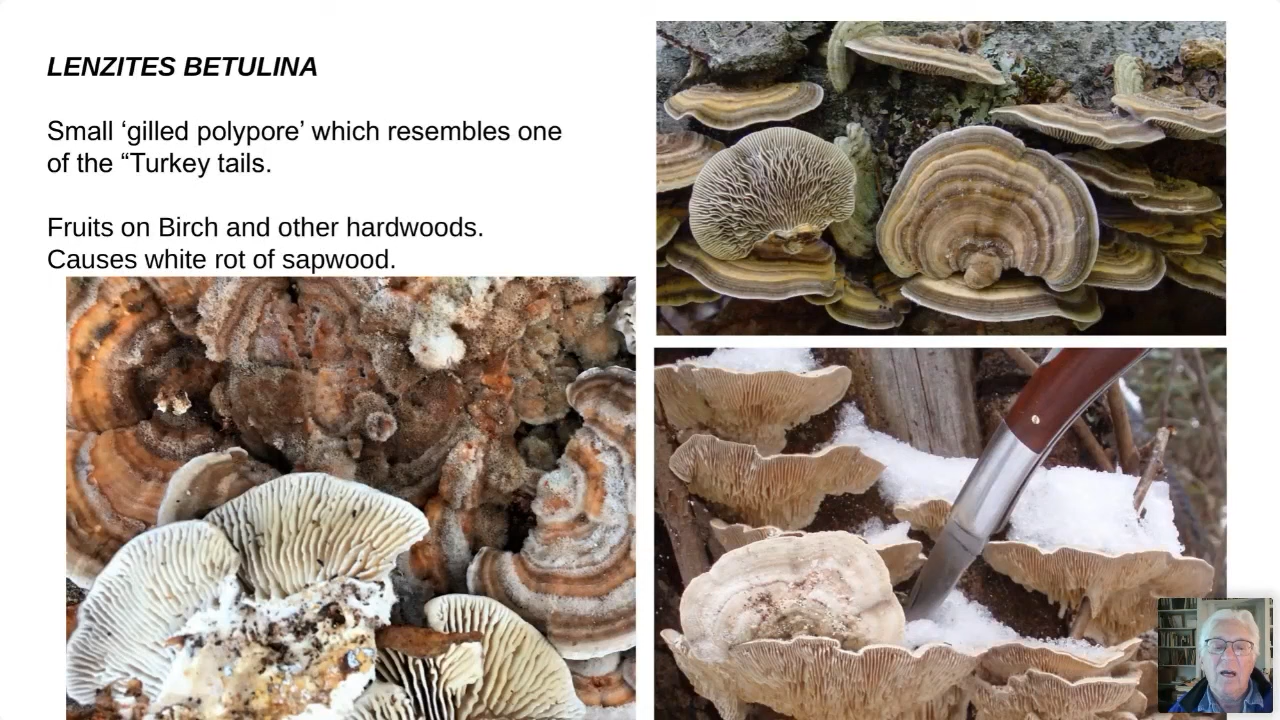 LENZITES BETULINA
Small ‘gilled polypore’ which resembles one
of the “Turkey tails.
Fruits on Birch and other hardwoods.
Causes white rot of sapwood.